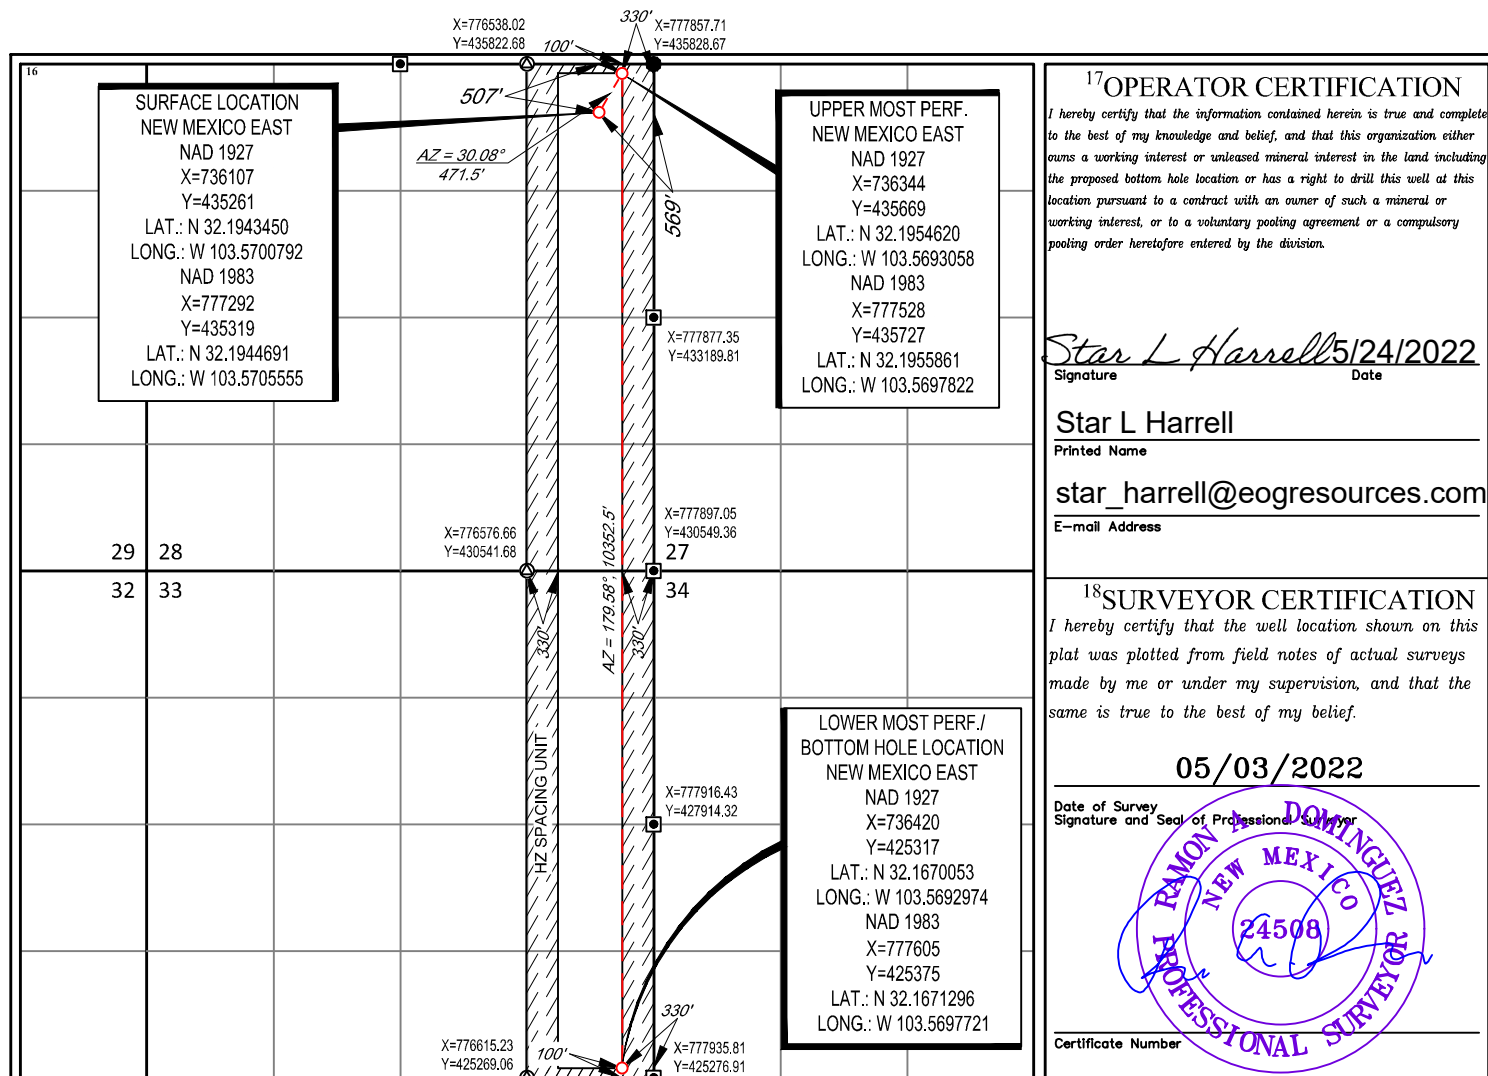 X=776538.02
Y=435822.68
100'
330'
X=777857.71
Y=435828.67
16
SURFACE LOCATION
NEW MEXICO EAST
NAD 1927
X=736107
Y=435261
LAT.: N 32.1943450
LONG.: W 103.5700792
NAD 1983
X=777292
Y=435319
LAT.: N 32.1944691
LONG.: W 103.5705555
507'
AZ = 30.08°
471.5'
569'
UPPER MOST PERF.
NEW MEXICO EAST
NAD 1927
X=736344
Y=435669
LAT.: N 32.1954620
LONG.: W 103.5693058
NAD 1983
X=777528
Y=435727
LAT.: N 32.1955861
LONG.: W 103.5697822
X=777877.35
Y=433189.81
X=776576.66
Y=430541.68
AZ = 179.58°, 10352.5'
X=777897.05
Y=430549.36
29 28
27
32 33
34
330'
330'
HZ SPACING UNIT
X=777916.43
Y=427914.32
LOWER MOST PERF./
BOTTOM HOLE LOCATION
NEW MEXICO EAST
NAD 1927
X=736420
Y=425317
LAT.: N 32.1670053
LONG.: W 103.5692974
NAD 1983
X=777605
Y=425375
LAT.: N 32.1671296
LONG.: W 103.5697721
X=776615.23
Y=425269.06
100'
330'
X=777935.81
Y=425276.91
17 OPERATOR CERTIFICATION
I hereby certify that the information contained herein is true and complete
to the best of my knowledge and belief, and that this organization either
owns a working interest or unleased mineral interest in the land including
the proposed bottom hole location or has a right to drill this well at this
location pursuant to a contract with an owner of such a mineral or
working interest, or to a voluntary pooling agreement or a compulsory
pooling order heretofore entered by the division.
Star L Harrell 5/24/2022
Signature Date
Star L Harrell
Printed Name
star_harrell@eogresources.com
E-mail Address
18 SURVEYOR CERTIFICATION
I hereby certify that the well location shown on this
plat was plotted from field notes of actual surveys
made by me or under my supervision, and that the
same is true to the best of my belief.
05/03/2022
Date of Survey
Signature and Seal of Professional Surveyor
RAMON A. DOMINGUEZ
NEW MEXICO
24508
PROFESSIONAL SURVEYOR
Certificate Number